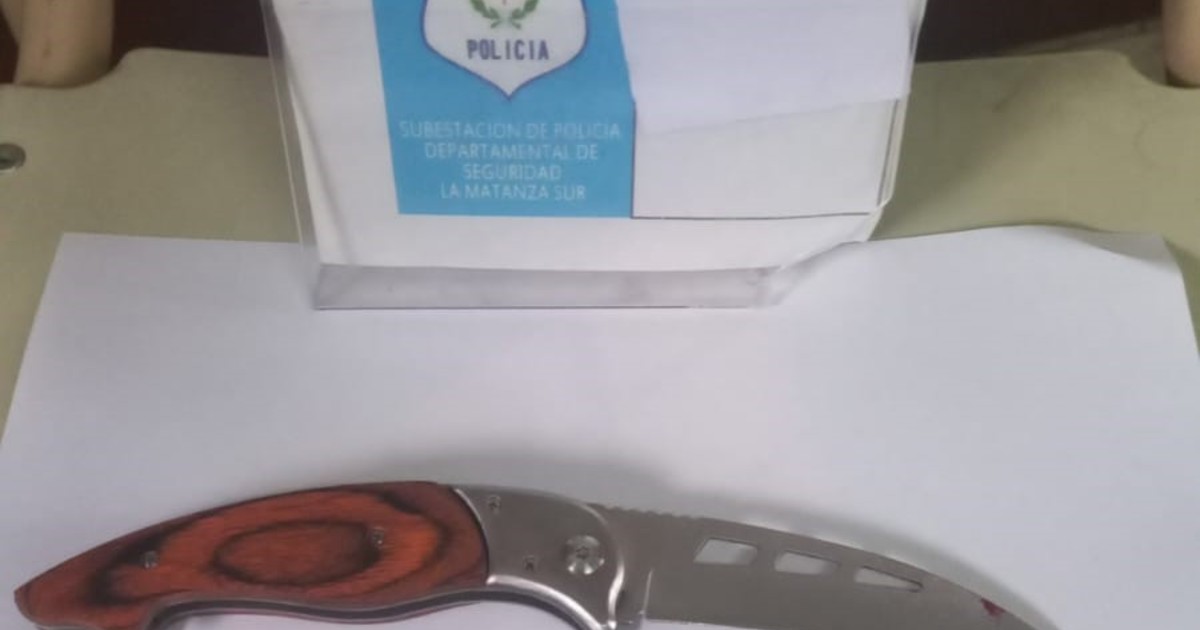 POLICIA
SUBESTACION DE POLICIA
DEPARTAMENTAL DE
SEGURIDAD
LA MATANZA SUR